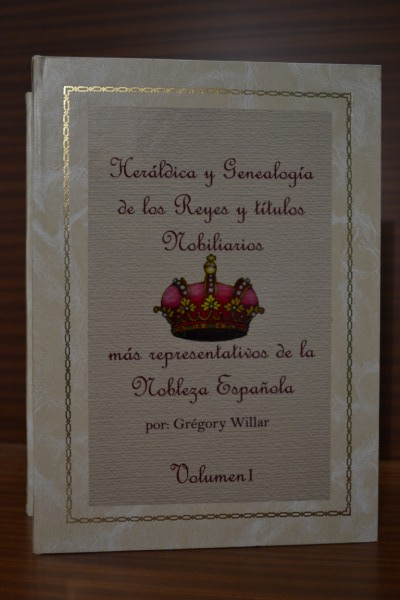 Heráldica y Genealogía
de los Reyes y títulos
Nobiliarios
más representativos de la
Nobleza Española
por: Grégory Willar
Volumen I